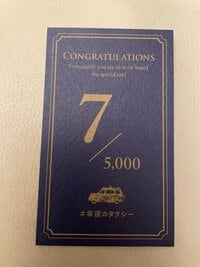 CONGRATULATIONS
Fortunately you are now on board
the special taxi
7
/
5,000
#幸運のタクシー